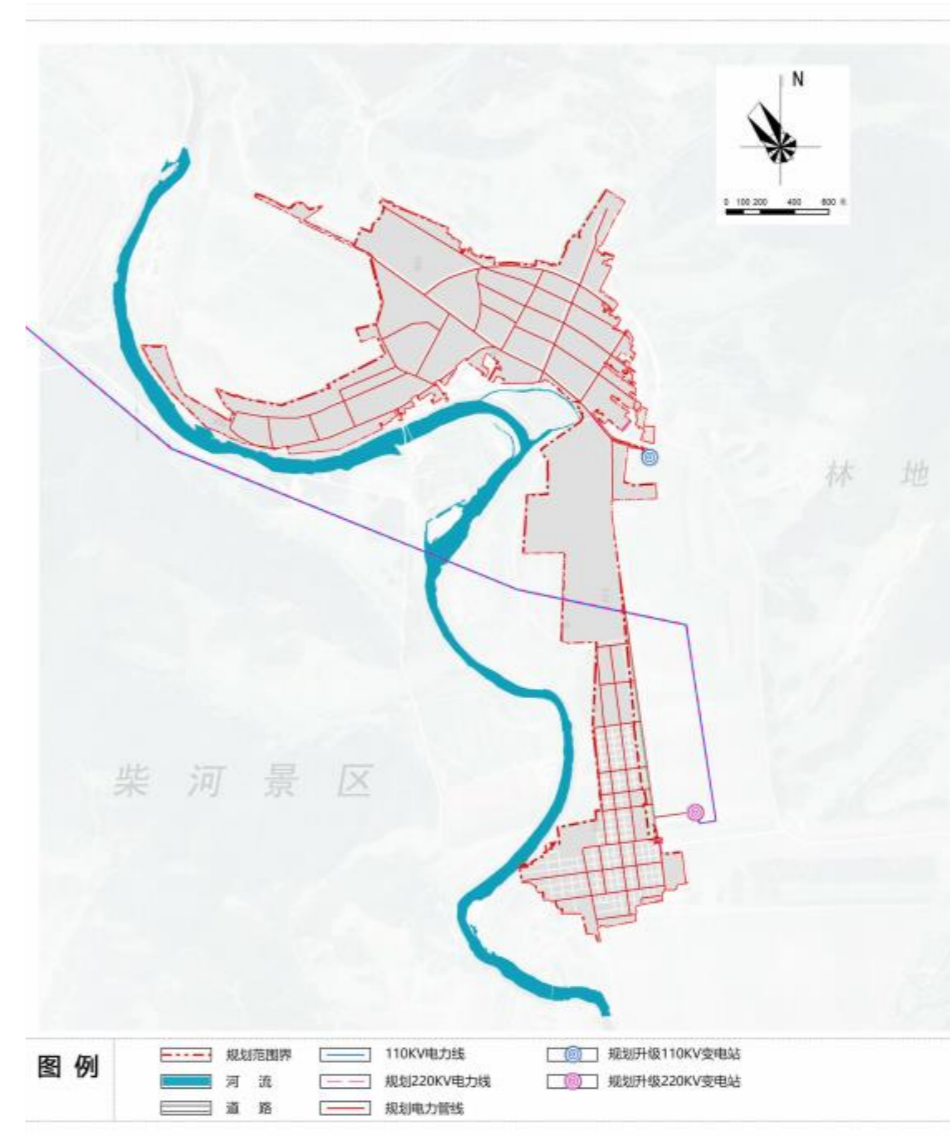 N
0 100 200 400 600
林 地
柴 河 景 区
图 例
规划范围界
110KV电力线
规划升级110KV变电站
河 流
规划220KV电力线
规划升级220KV变电站
道 路
规划电力管线